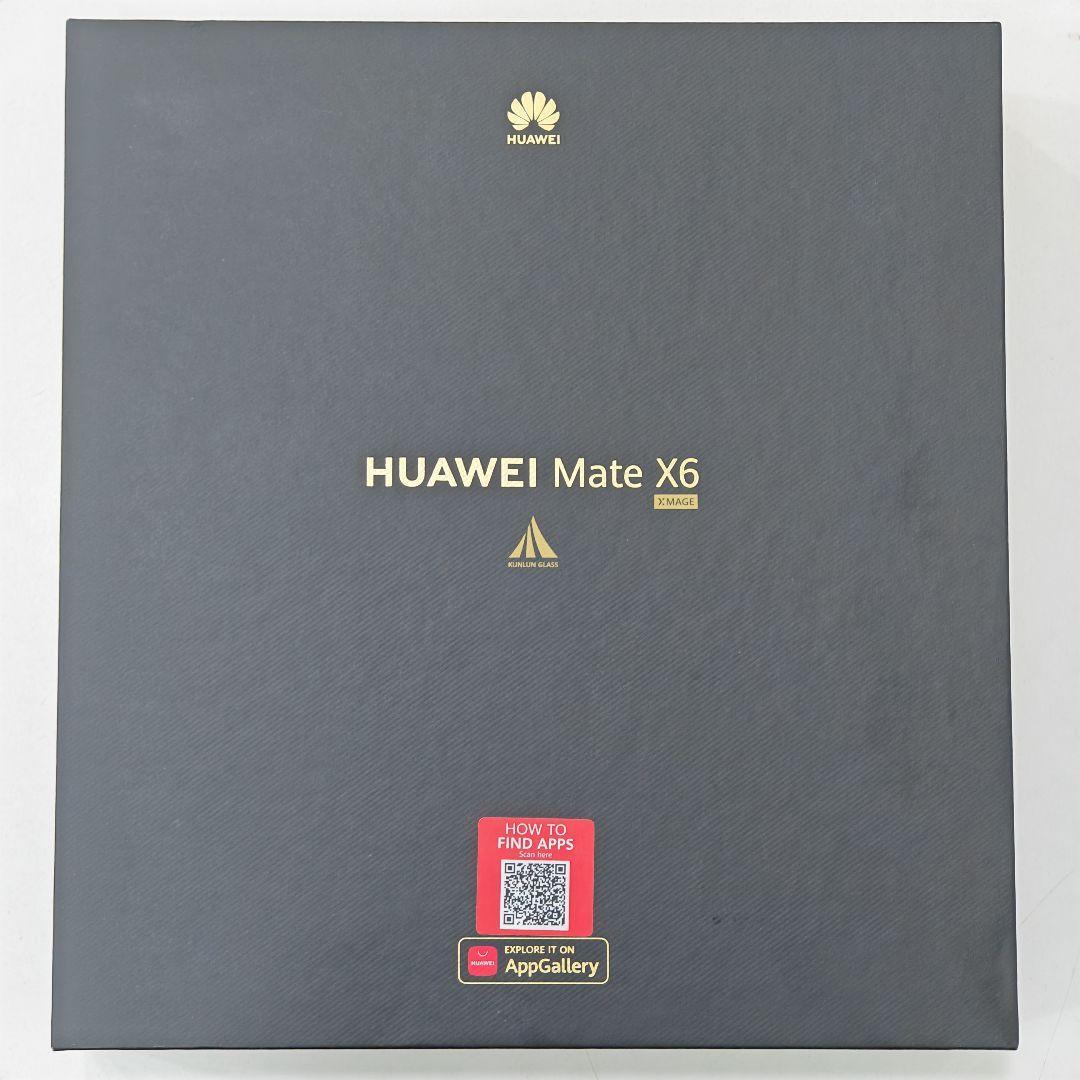 HUAWEI
HUAWEI Mate X6
XMAGE
KUNLUN GLASS
HOW TO
FIND APPS
Scan here
EXPLORE IT ON
HUAWEI
AppGallery